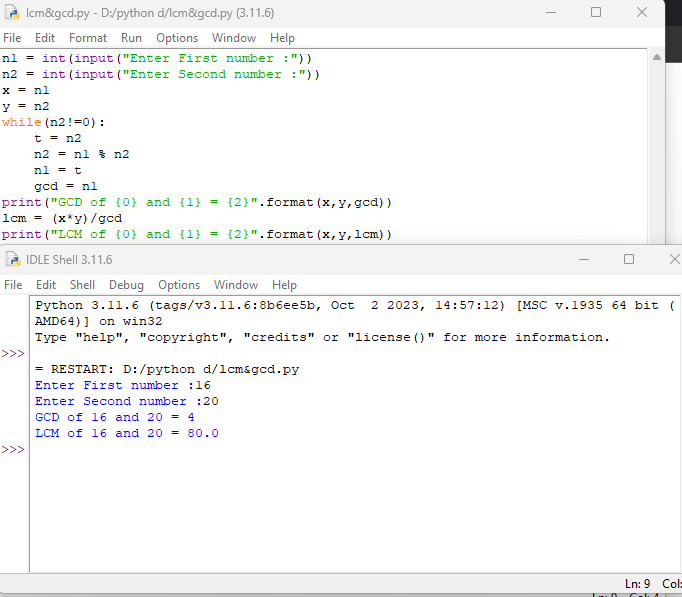 lcm&gcd.py - D:/python d/lcm&gcd.py (3.11.6)
File Edit Format Run Options Window Help
n1 = int(input("Enter First number :"))
n2 = int(input("Enter Second number :"))
x = n1
y = n2
while(n2!=0):
    t = n2
    n2 = n1 % n2
    n1 = t
    gcd = n1
print("GCD of {0} and {1} = {2}".format(x,y,gcd))
lcm = (x*y)/gcd
print("LCM of {0} and {1} = {2}".format(x,y,lcm))
IDLE Shell 3.11.6
File Edit Shell Debug Options Window Help
Python 3.11.6 (tags/v3.11.6:8b6ee5b, Oct  2 2023, 14:57:12) [MSC v.1935 64 bit (
AMD64)] on win32
Type "help", "copyright", "credits" or "license()" for more information.
>>>
= RESTART: D:/python d/lcm&gcd.py
Enter First number :16
Enter Second number :20
GCD of 16 and 20 = 4
LCM of 16 and 20 = 80.0
>>>
Ln: 9 Col: